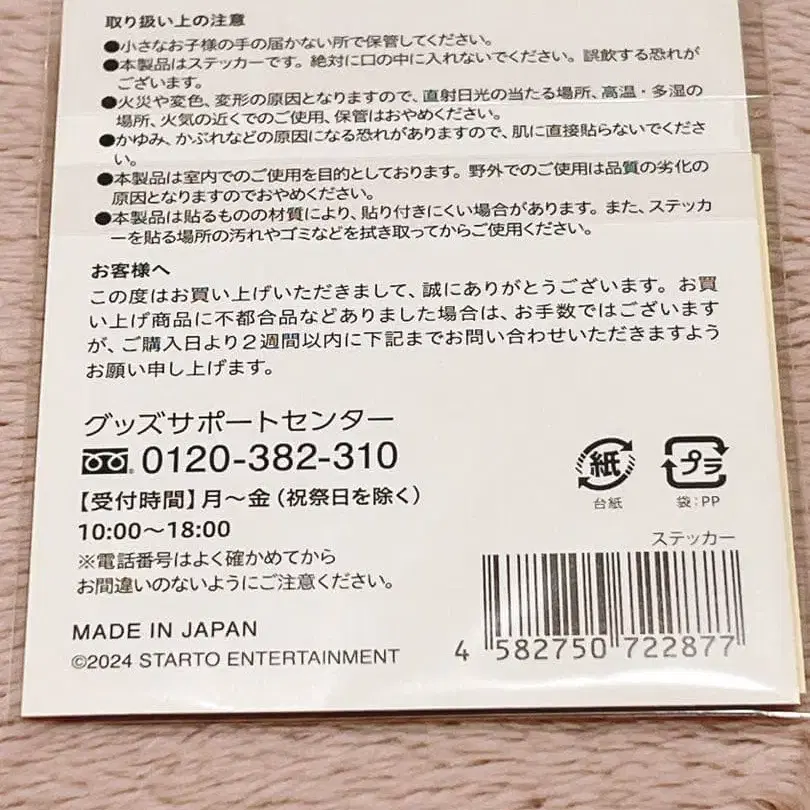 取り扱い上の注意
●小さなお子様の手の届かない所で保管してください。
●本製品はステッカーです。絶対に口の中に入れないでください。誤飲する恐れが
ございます。
●火災や変色、変形の原因となりますので、直射日光の当たる場所、高温・多湿の
場所、火気の近くでのご使用、保管はおやめください。
●かゆみ、かぶれなどの原因になる恐れがありますので、肌に直接貼らないでくださ
い。
●本製品は室内でのご使用を目的としております。野外でのご使用は品質の劣化の
原因となりますのでおやめください。
●本製品は貼るものの材質により、貼り付きにくい場合があります。また、ステッカ
ーを貼る場所の汚れやゴミなどを拭き取ってからご使用ください。
お客様へ
この度はお買い上げいただきまして、誠にありがとうございます。お買
い上げ商品に不都合品などありました場合は、お手数ではございます
が、ご購入日より2週間以内に下記までお問い合わせいただきますよう
お願い申し上げます。
グッズサポートセンター
0120-382-310
【受付時間】月〜金（祝祭日を除く）
10:00〜18:00
※電話番号はよく確かめてから
お間違いのないようにご注意ください。
MADE IN JAPAN
©2024 STARTO ENTERTAINMENT
紙
台紙
プラ
袋：PP
ステッカー
4 582750 722877